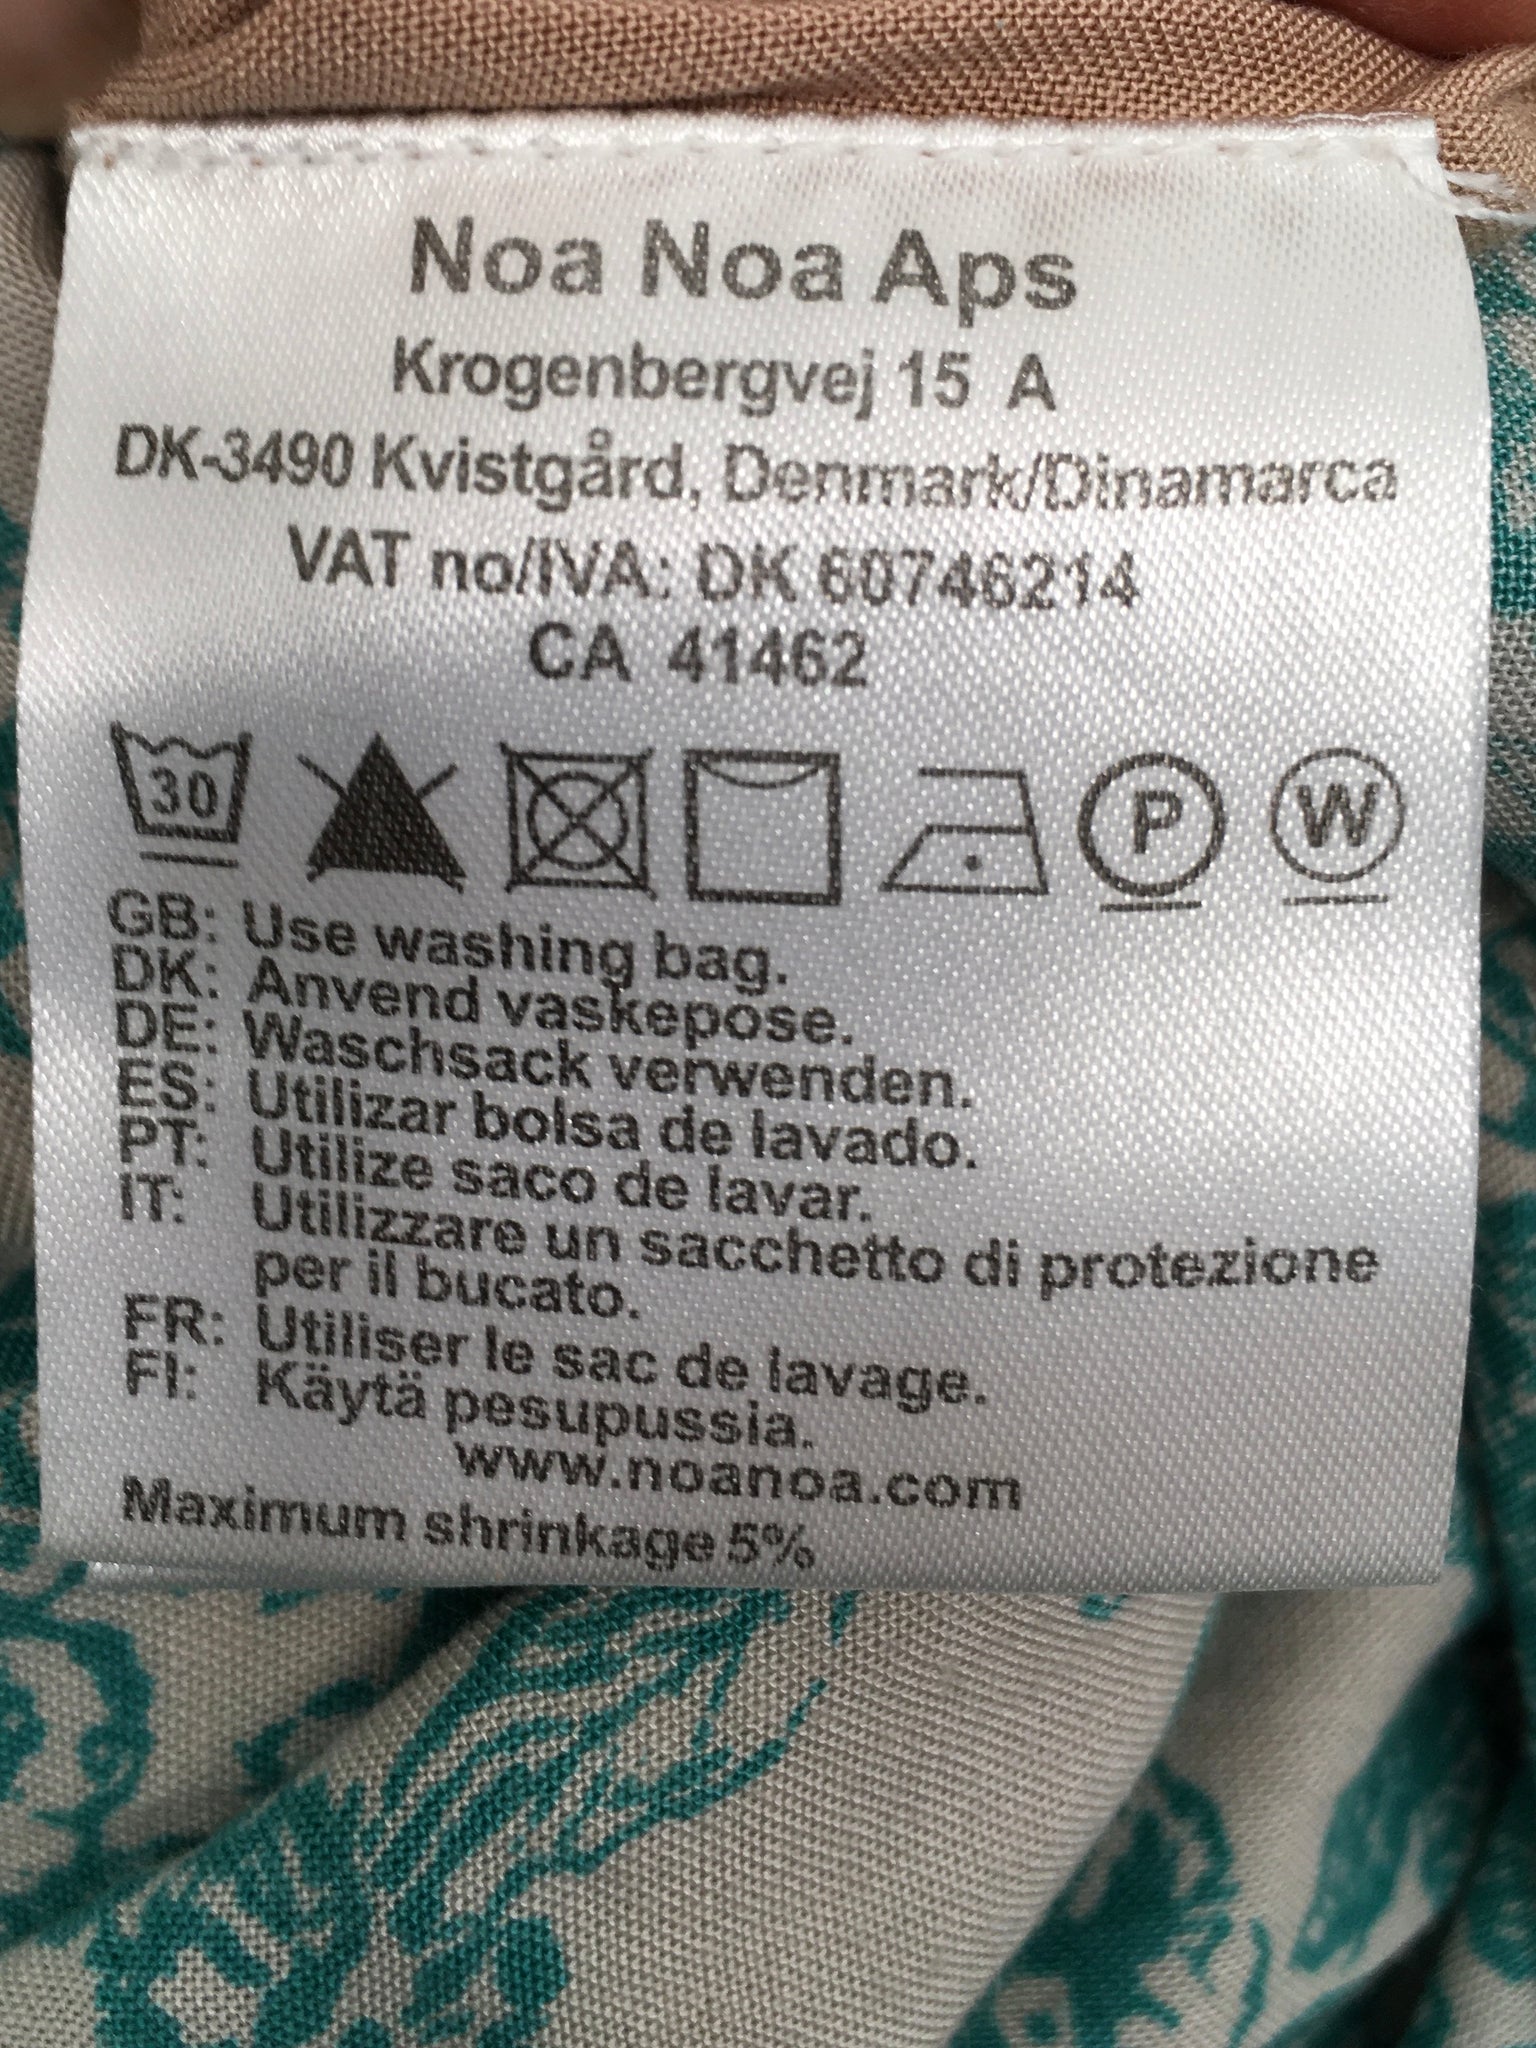 Noa Noa Aps
Krogenbergvej 15 A
DK-3490 Kvistgård, Denmark/Dinamarca
VAT no/IVA: DK 60746214
CA 41462
30 P W
GB: Use washing bag.
DK: Anvend vaskepose.
DE: Waschsack verwenden.
ES: Utilizar bolsa de lavado.
PT: Utilize saco de lavar.
IT: Utilizzare un sacchetto di protezione
per il bucato.
FR: Utiliser le sac de lavage.
FI: Käytä pesupussia.
www.noanoa.com
Maximum shrinkage 5%